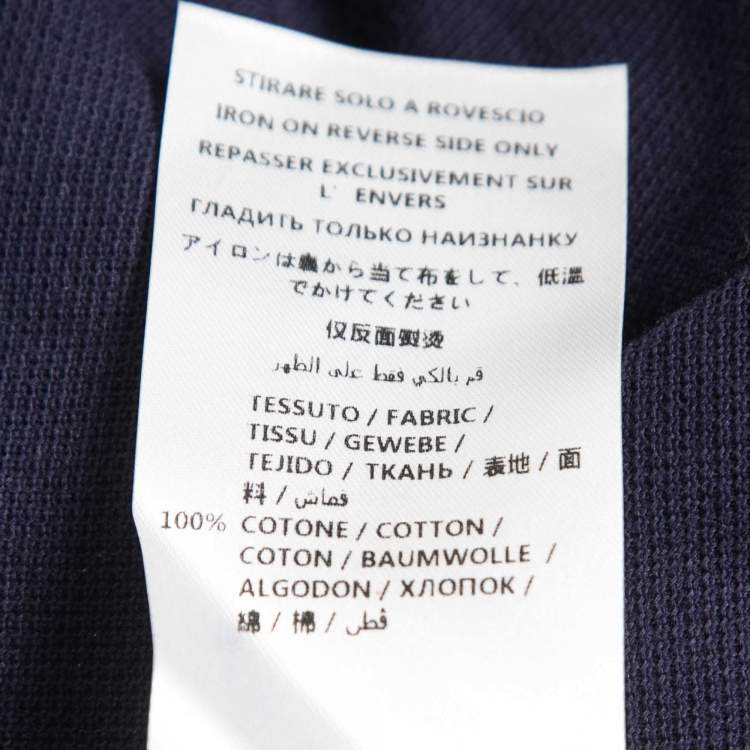 STIRARE SOLO A ROVESCIO
IRON ON REVERSE SIDE ONLY
REPASSER EXCLUSIVEMENT SUR
L' ENVERS
ГЛАДИТЬ ТОЛЬКО НАИЗНАНКУ
アイロンは裏から当て布をして、低温
でかけてください
仅反面熨烫
قم بالكي فقط على الظهر
TESSUTO / FABRIC /
TISSU / GEWEBE /
TEJIDO / ТКАНЬ / 表地 / 面
料 / قماش
100% COTONE / COTTON /
COTON / BAUMWOLLE /
ALGODON / ХЛОПОК /
綿 / 棉 / قطن